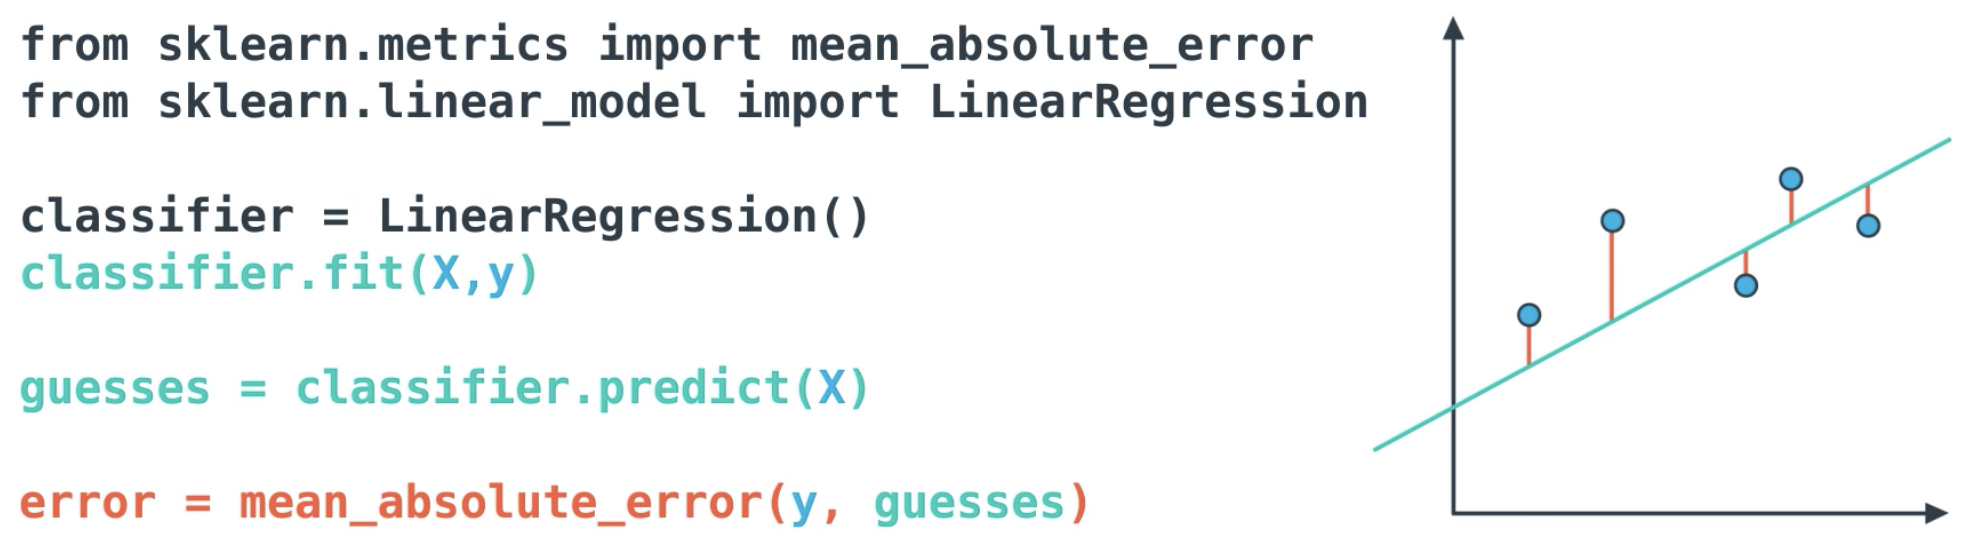 from sklearn.metrics import mean_absolute_error
from sklearn.linear_model import LinearRegression
classifier = LinearRegression()
classifier.fit(X,y)
guesses = classifier.predict(X)
error = mean_absolute_error(y, guesses)